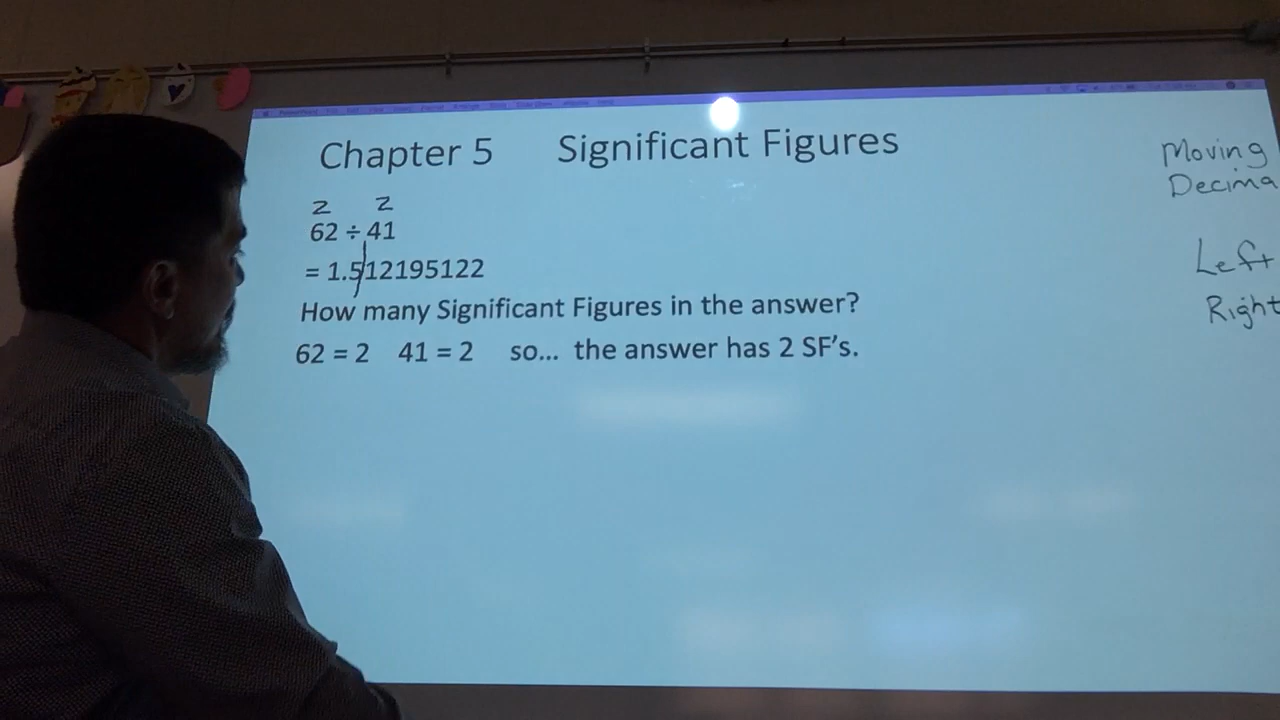 Chapter 5 Significant Figures
2 2
62 ÷ 41
= 1.512195122
How many Significant Figures in the answer?
62 = 2 41 = 2 so... the answer has 2 SF's.
Moving
Decima
Left
Right